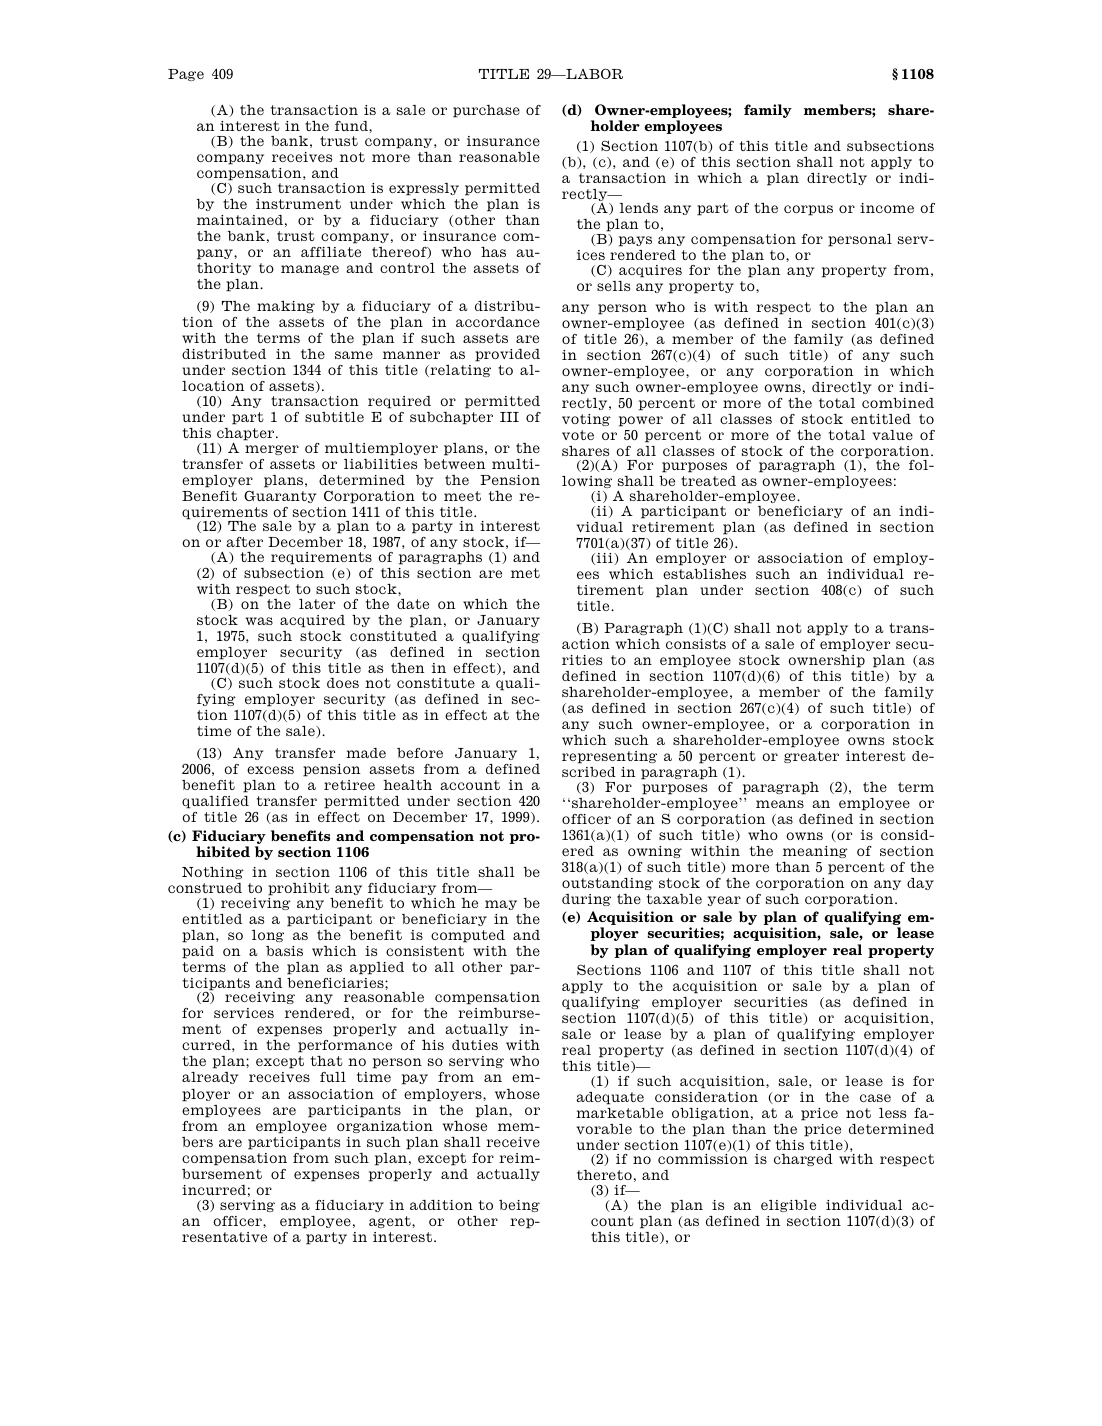 Page 409
TITLE 29—LABOR
§ 1108
(A) the transaction is a sale or purchase of
an interest in the fund,
(B) the bank, trust company, or insurance
company receives not more than reasonable
compensation, and
(C) such transaction is expressly permitted
by the instrument under which the plan is
maintained, or by a fiduciary (other than
the bank, trust company, or insurance com-
pany, or an affiliate thereof) who has au-
thority to manage and control the assets of
the plan.
(9) The making by a fiduciary of a distribu-
tion of the assets of the plan in accordance
with the terms of the plan if such assets are
distributed in the same manner as provided
under section 1344 of this title (relating to al-
location of assets).
(10) Any transaction required or permitted
under part 1 of subtitle E of subchapter III of
this chapter.
(11) A merger of multiemployer plans, or the
transfer of assets or liabilities between multi-
employer plans, determined by the Pension
Benefit Guaranty Corporation to meet the re-
quirements of section 1411 of this title.
(12) The sale by a plan to a party in interest
on or after December 18, 1987, of any stock, if—
(A) the requirements of paragraphs (1) and
(2) of subsection (e) of this section are met
with respect to such stock,
(B) on the later of the date on which the
stock was acquired by the plan, or January
1, 1975, such stock constituted a qualifying
employer security (as defined in section
1107(d)(5) of this title as then in effect), and
(C) such stock does not constitute a quali-
fying employer security (as defined in sec-
tion 1107(d)(5) of this title as in effect at the
time of the sale).
(13) Any transfer made before January 1,
2006, of excess pension assets from a defined
benefit plan to a retiree health account in a
qualified transfer permitted under section 420
of title 26 (as in effect on December 17, 1999).
(c) Fiduciary benefits and compensation not pro-
hibited by section 1106
Nothing in section 1106 of this title shall be
construed to prohibit any fiduciary from—
(1) receiving any benefit to which he may be
entitled as a participant or beneficiary in the
plan, so long as the benefit is computed and
paid on a basis which is consistent with the
terms of the plan as applied to all other par-
ticipants and beneficiaries;
(2) receiving any reasonable compensation
for services rendered, or for the reimburse-
ment of expenses properly and actually in-
curred, in the performance of his duties with
the plan; except that no person so serving who
already receives full time pay from an em-
ployer or an association of employers, whose
employees are participants in the plan, or
from an employee organization whose mem-
bers are participants in such plan shall receive
compensation from such plan, except for reim-
bursement of expenses properly and actually
incurred; or
(3) serving as a fiduciary in addition to being
an officer, employee, agent, or other rep-
resentative of a party in interest.
(d) Owner-employees; family members; share-
holder employees
(1) Section 1107(b) of this title and subsections
(b), (c), and (e) of this section shall not apply to
a transaction in which a plan directly or indi-
rectly—
(A) lends any part of the corpus or income of
the plan to,
(B) pays any compensation for personal serv-
ices rendered to the plan to, or
(C) acquires for the plan any property from,
or sells any property to,
any person who is with respect to the plan an
owner-employee (as defined in section 401(c)(3)
of title 26), a member of the family (as defined
in section 267(c)(4) of such title) of any such
owner-employee, or any corporation in which
any such owner-employee owns, directly or indi-
rectly, 50 percent or more of the total combined
voting power of all classes of stock entitled to
vote or 50 percent or more of the total value of
shares of all classes of stock of the corporation.
(2)(A) For purposes of paragraph (1), the fol-
lowing shall be treated as owner-employees:
(i) A shareholder-employee.
(ii) A participant or beneficiary of an indi-
vidual retirement plan (as defined in section
7701(a)(37) of title 26).
(iii) An employer or association of employ-
ees which establishes such an individual re-
tirement plan under section 408(c) of such
title.
(B) Paragraph (1)(C) shall not apply to a trans-
action which consists of a sale of employer secu-
rities to an employee stock ownership plan (as
defined in section 1107(d)(6) of this title) by a
shareholder-employee, a member of the family
(as defined in section 267(c)(4) of such title) of
any such owner-employee, or a corporation in
which such a shareholder-employee owns stock
representing a 50 percent or greater interest de-
scribed in paragraph (1).
(3) For purposes of paragraph (2), the term
‘‘shareholder-employee’’ means an employee or
officer of an S corporation (as defined in section
1361(a)(1) of such title) who owns (or is consid-
ered as owning within the meaning of section
318(a)(1) of such title) more than 5 percent of the
outstanding stock of the corporation on any day
during the taxable year of such corporation.
(e) Acquisition or sale by plan of qualifying em-
ployer securities; acquisition, sale, or lease
by plan of qualifying employer real property
Sections 1106 and 1107 of this title shall not
apply to the acquisition or sale by a plan of
qualifying employer securities (as defined in
section 1107(d)(5) of this title) or acquisition,
sale or lease by a plan of qualifying employer
real property (as defined in section 1107(d)(4) of
this title)—
(1) if such acquisition, sale, or lease is for
adequate consideration (or in the case of a
marketable obligation, at a price not less fa-
vorable to the plan than the price determined
under section 1107(e)(1) of this title),
(2) if no commission is charged with respect
thereto, and
(3) if—
(A) the plan is an eligible individual ac-
count plan (as defined in section 1107(d)(3) of
this title), or